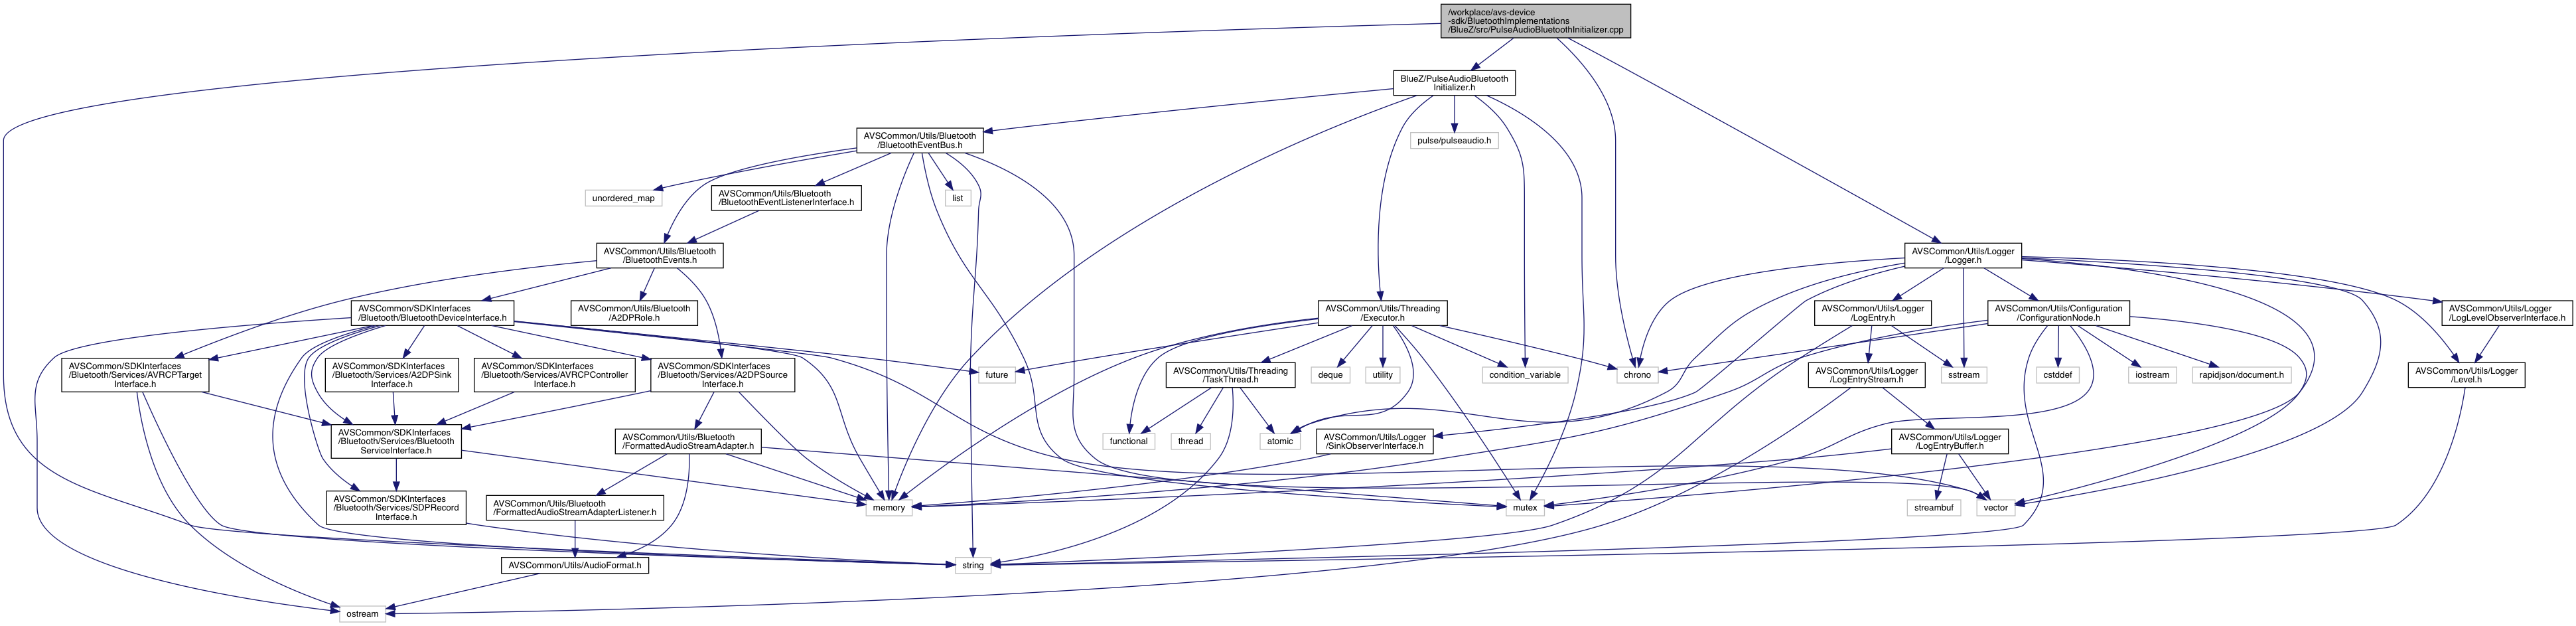 /workplace/avs-device
-sdk/BluetoothImplementations
/BlueZ/src/PulseAudioBluetoothInitializer.cpp
BlueZ/PulseAudioBluetooth
Initializer.h
AVSCommon/Utils/Bluetooth
/BluetoothEventBus.h
pulse/pulseaudio.h
unordered_map
AVSCommon/Utils/Bluetooth
/BluetoothEventListenerInterface.h
list
AVSCommon/Utils/Bluetooth
/BluetoothEvents.h
AVSCommon/Utils/Logger
/Logger.h
AVSCommon/SDKInterfaces
/Bluetooth/BluetoothDeviceInterface.h
AVSCommon/Utils/Bluetooth
/A2DPRole.h
AVSCommon/Utils/Threading
/Executor.h
AVSCommon/Utils/Logger
/LogEntry.h
AVSCommon/Utils/Configuration
/ConfigurationNode.h
AVSCommon/Utils/Logger
/LogLevelObserverInterface.h
AVSCommon/SDKInterfaces
/Bluetooth/Services/AVRCPTarget
Interface.h
AVSCommon/SDKInterfaces
/Bluetooth/Services/A2DPSink
Interface.h
AVSCommon/SDKInterfaces
/Bluetooth/Services/AVRCPController
Interface.h
AVSCommon/SDKInterfaces
/Bluetooth/Services/A2DPSource
Interface.h
future
AVSCommon/Utils/Threading
/TaskThread.h
deque
utility
condition_variable
chrono
AVSCommon/Utils/Logger
/LogEntryStream.h
sstream
cstddef
iostream
rapidjson/document.h
AVSCommon/Utils/Logger
/Level.h
AVSCommon/SDKInterfaces
/Bluetooth/Services/Bluetooth
ServiceInterface.h
AVSCommon/Utils/Bluetooth
/FormattedAudioStreamAdapter.h
functional
thread
atomic
AVSCommon/Utils/Logger
/SinkObserverInterface.h
AVSCommon/Utils/Logger
/LogEntryBuffer.h
AVSCommon/SDKInterfaces
/Bluetooth/Services/SDPRecord
Interface.h
AVSCommon/Utils/Bluetooth
/FormattedAudioStreamAdapterListener.h
memory
mutex
streambuf
vector
AVSCommon/Utils/AudioFormat.h
string
ostream